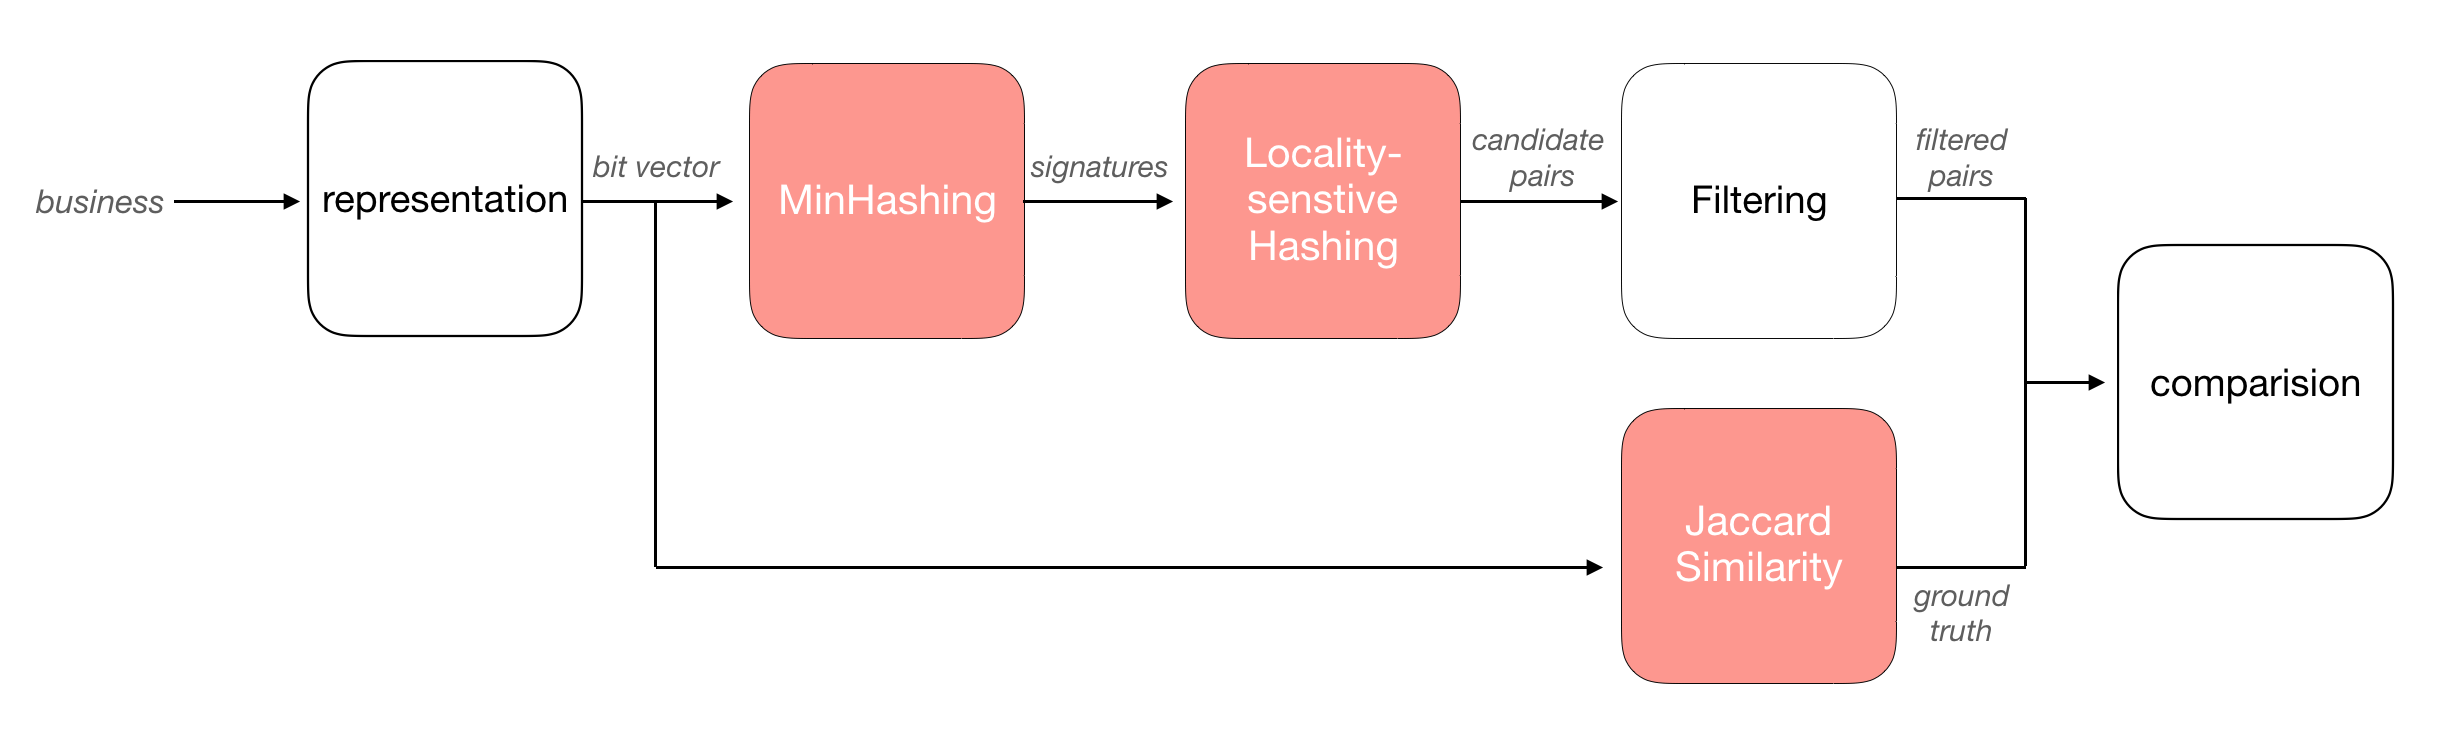 business
representation
bit vector
MinHashing
signatures
Locality-
senstive
Hashing
candidate
pairs
Filtering
filtered
pairs
comparision
Jaccard
Similarity
ground
truth